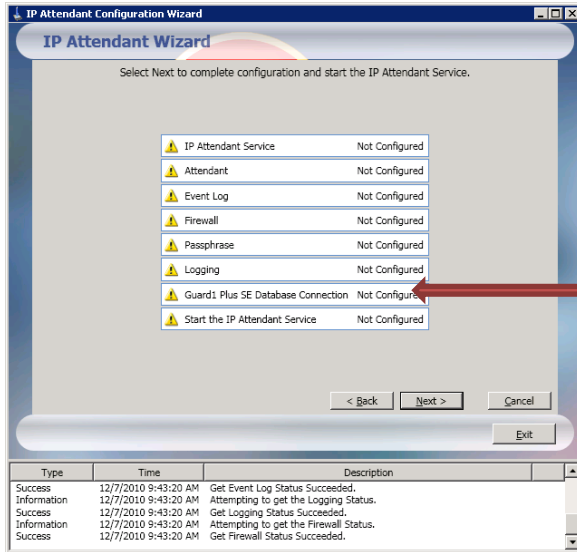 IP Attendant Configuration Wizard
IP Attendant Wizard
Select Next to complete configuration and start the IP Attendant Service.
IP Attendant Service Not Configured
Attendant Not Configured
Event Log Not Configured
Firewall Not Configured
Passphrase Not Configured
Logging Not Configured
Guard1 Plus SE Database Connection Not Configure
Start the IP Attendant Service Not Configured
< Back Next > Cancel
Exit
Type Time Description
Success 12/7/2010 9:43:20 AM Get Event Log Status Succeeded.
Information 12/7/2010 9:43:20 AM Attempting to get the Logging Status.
Success 12/7/2010 9:43:20 AM Get Logging Status Succeeded.
Information 12/7/2010 9:43:20 AM Attempting to get the Firewall Status.
Success 12/7/2010 9:43:20 AM Get Firewall Status Succeeded.